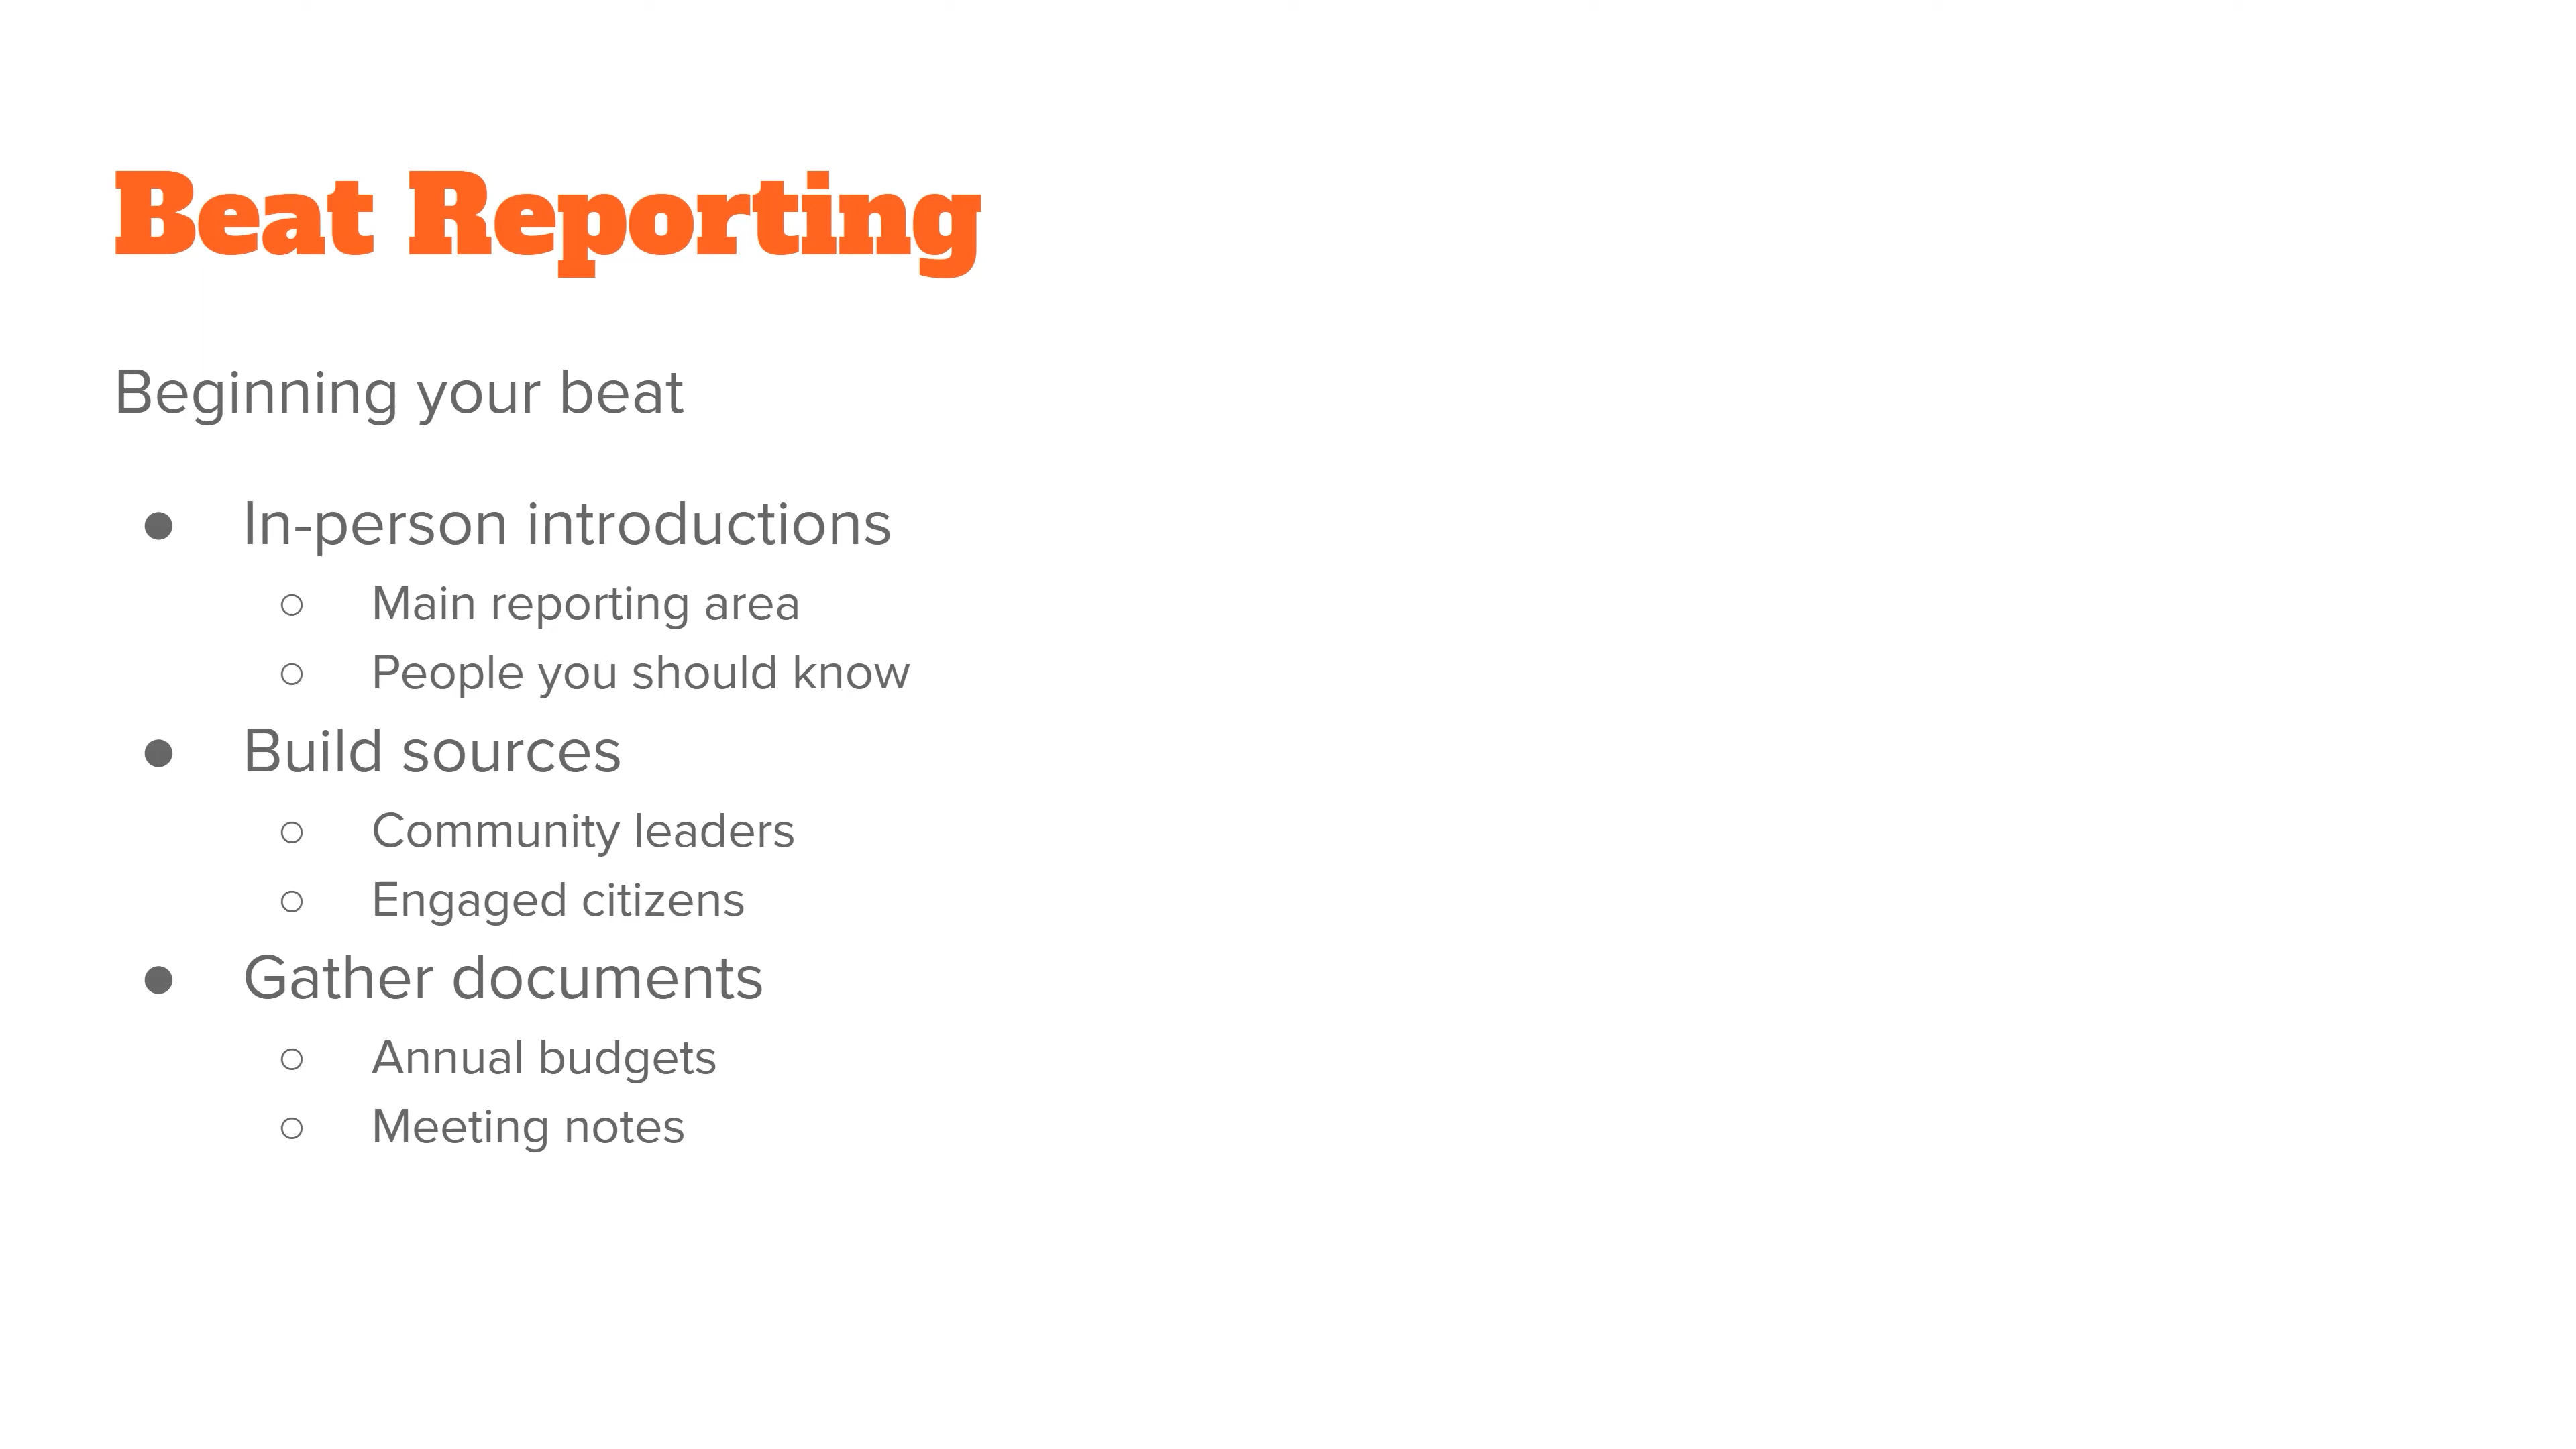 Beat Reporting
Beginning your beat
● In-person introductions
○ Main reporting area
○ People you should know
● Build sources
○ Community leaders
○ Engaged citizens
● Gather documents
○ Annual budgets
○ Meeting notes